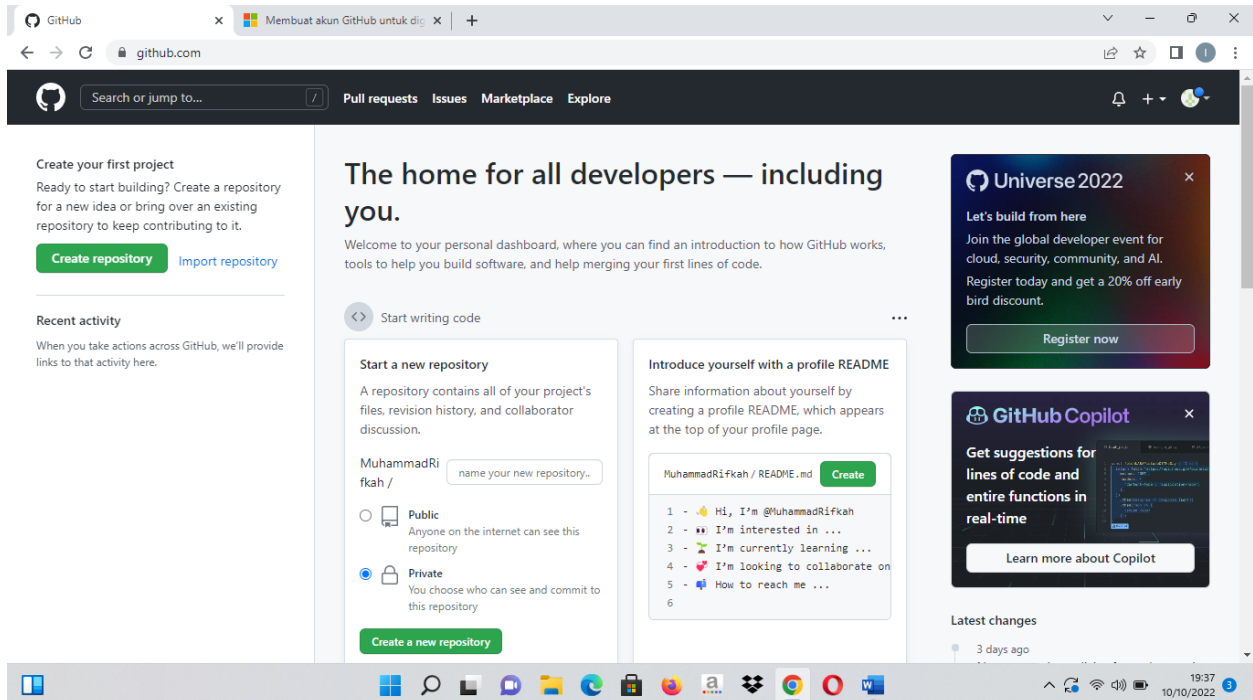 GitHub
Membuat akun GitHub untuk dig
github.com
I
Search or jump to...
/
Pull requests Issues Marketplace Explore
Create your first project
Ready to start building? Create a repository
for a new idea or bring over an existing
repository to keep contributing to it.
Create repository
Import repository
Recent activity
When you take actions across GitHub, we'll provide
links to that activity here.
The home for all developers — including
you.
Welcome to your personal dashboard, where you can find an introduction to how GitHub works,
tools to help you build software, and help merging your first lines of code.
<> Start writing code
Start a new repository
A repository contains all of your project's
files, revision history, and collaborator
discussion.
MuhammadRi
fkah /
name your new repository..
Public
Anyone on the internet can see this
repository
Private
You choose who can see and commit to
this repository
Create a new repository
Introduce yourself with a profile README
Share information about yourself by
creating a profile README, which appears
at the top of your profile page.
MuhammadRifkah / README.md
Create
1 - 👋 Hi, I'm @MuhammadRifkah
2 - 👀 I'm interested in ...
3 - 🌱 I'm currently learning ...
4 - 💞️ I'm looking to collaborate on
5 - 📫 How to reach me ...
6
Universe 2022
Let's build from here
Join the global developer event for
cloud, security, community, and AI.
Register today and get a 20% off early
bird discount.
Register now
GitHub Copilot
Get suggestions for
lines of code and
entire functions in
real-time
Learn more about Copilot
Latest changes
3 days ago
19:37
10/10/2022
3